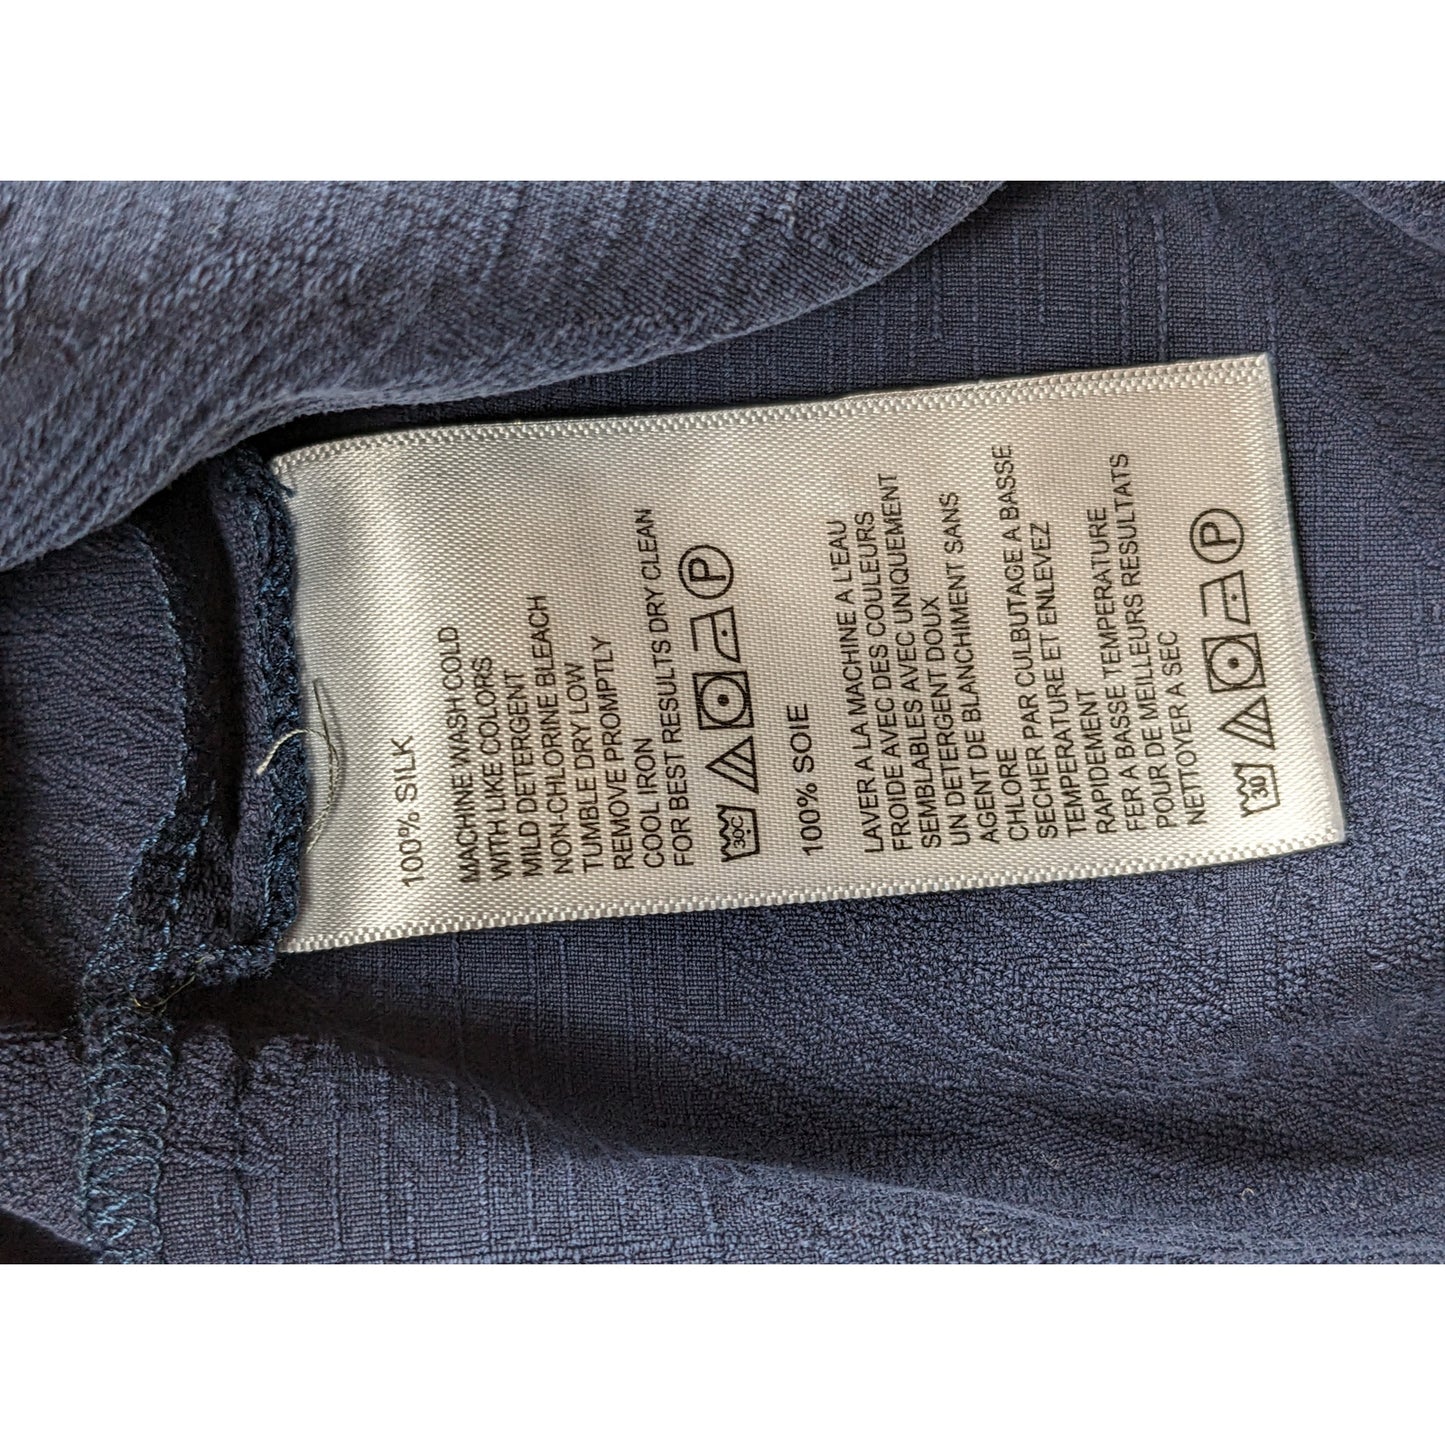 100% SILK
MACHINE WASH COLD
WITH LIKE COLORS
MILD DETERGENT
NON-CHLORINE BLEACH
TUMBLE DRY LOW
REMOVE PROMPTLY
COOL IRON
FOR BEST RESULTS DRY CLEAN
30C P
100% SOIE
LAVER A LA MACHINE A L'EAU
FROIDE AVEC DES COULEURS
SEMBLABLES AVEC UNIQUEMENT
UN DETERGENT DOUX
AGENT DE BLANCHIMENT SANS
CHLORE
SECHER PAR CULBUTAGE A BASSE
TEMPERATURE ET ENLEVEZ
RAPIDEMENT
FER A BASSE TEMPERATURE
POUR DE MEILLEURS RESULTATS
NETTOYER A SEC
30 P